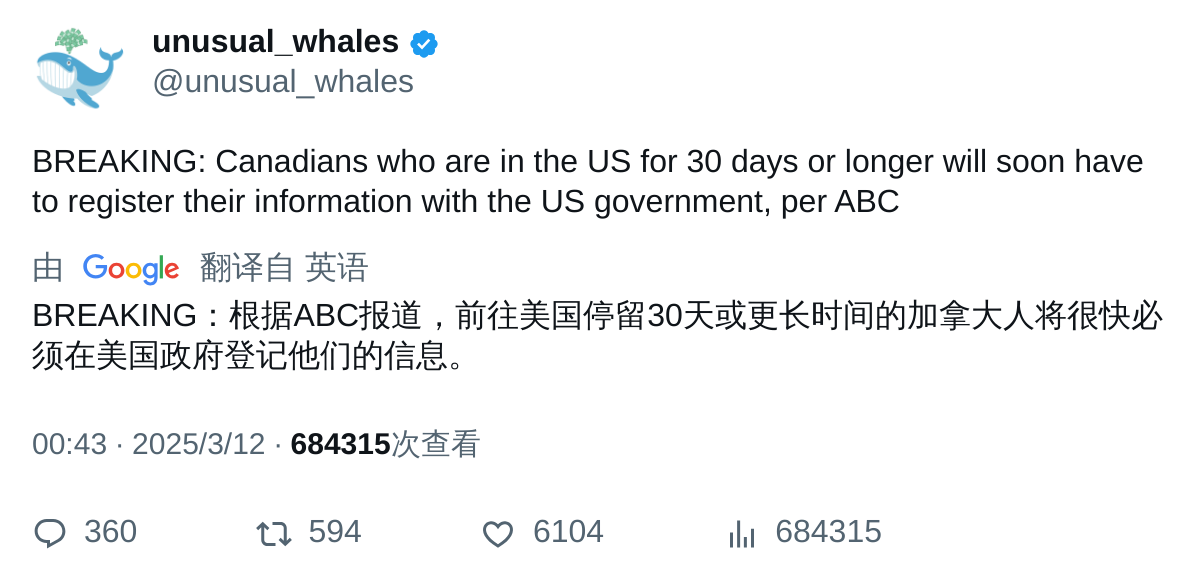 unusual_whales
@unusual_whales
BREAKING: Canadians who are in the US for 30 days or longer will soon have
to register their information with the US government, per ABC
由 Google 翻译自 英语
BREAKING：根据ABC报道，前往美国停留30天或更长时间的加拿大人将很快必
须在美国政府登记他们的信息。
00:43 · 2025/3/12 · 684315次查看
360 594 6104 684315